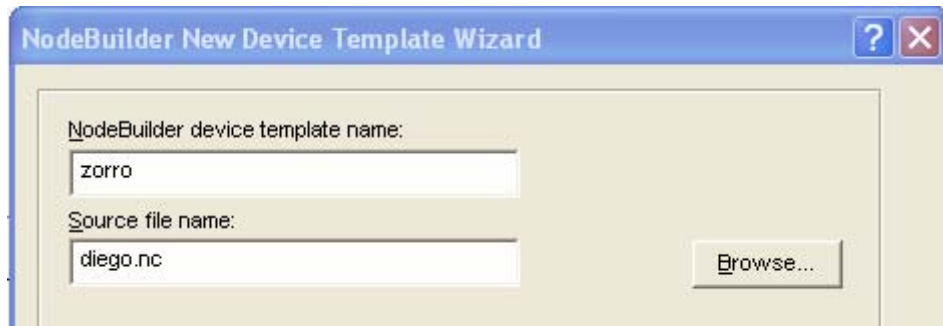 NodeBuilder New Device Template Wizard
NodeBuilder device template name:
zorro
Source file name:
diego.nc
Browse...